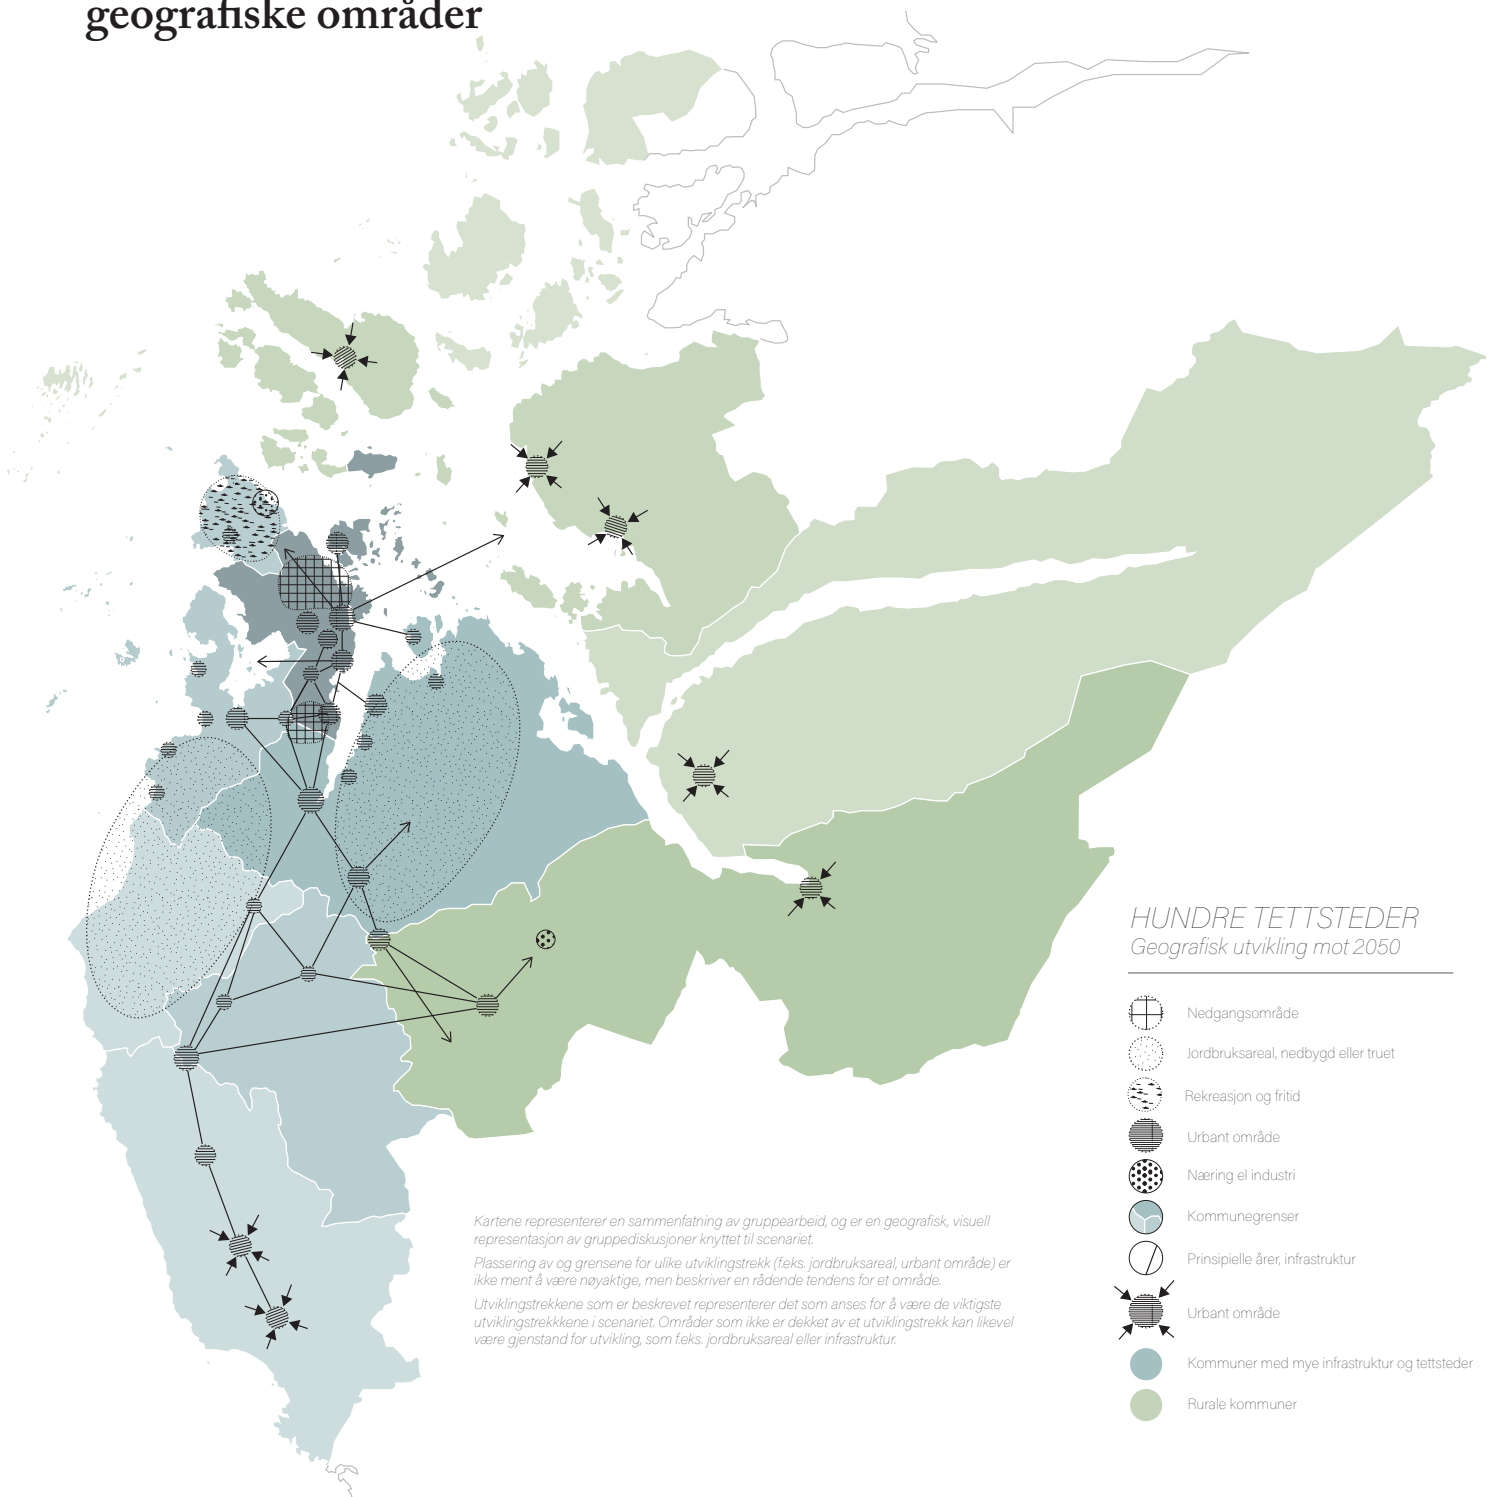 geografiske områder
HUNDRE TETTSTEDER
Geografisk utvikling mot 2050
Nedgangsområde
Jordbruksareal, nedbygd eller truet
Rekreasjon og fritid
Urbant område
Næring el industri
Kommunegrenser
Prinsipielle årer, infrastruktur
Urbant område
Kommuner med mye infrastruktur og tettsteder
Rurale kommuner
Kartene representerer en sammenfatning av gruppearbeid, og er en geografisk, visuell
representasjon av gruppediskusjoner knyttet til scenariet.
Plassering av og grensene for ulike utviklingstrekk (f.eks. jordbruksareal, urbant område) er
ikke ment å være nøyaktige, men beskriver en rådende tendens for et område.
Utviklingstrekkene som er beskrevet representerer det som anses for å være de viktigste
utviklingstrekkkene i scenariet. Områder som ikke er dekket av et utviklingstrekk kan likevel
være gjenstand for utvikling, som f.eks. jordbruksareal eller infrastruktur.